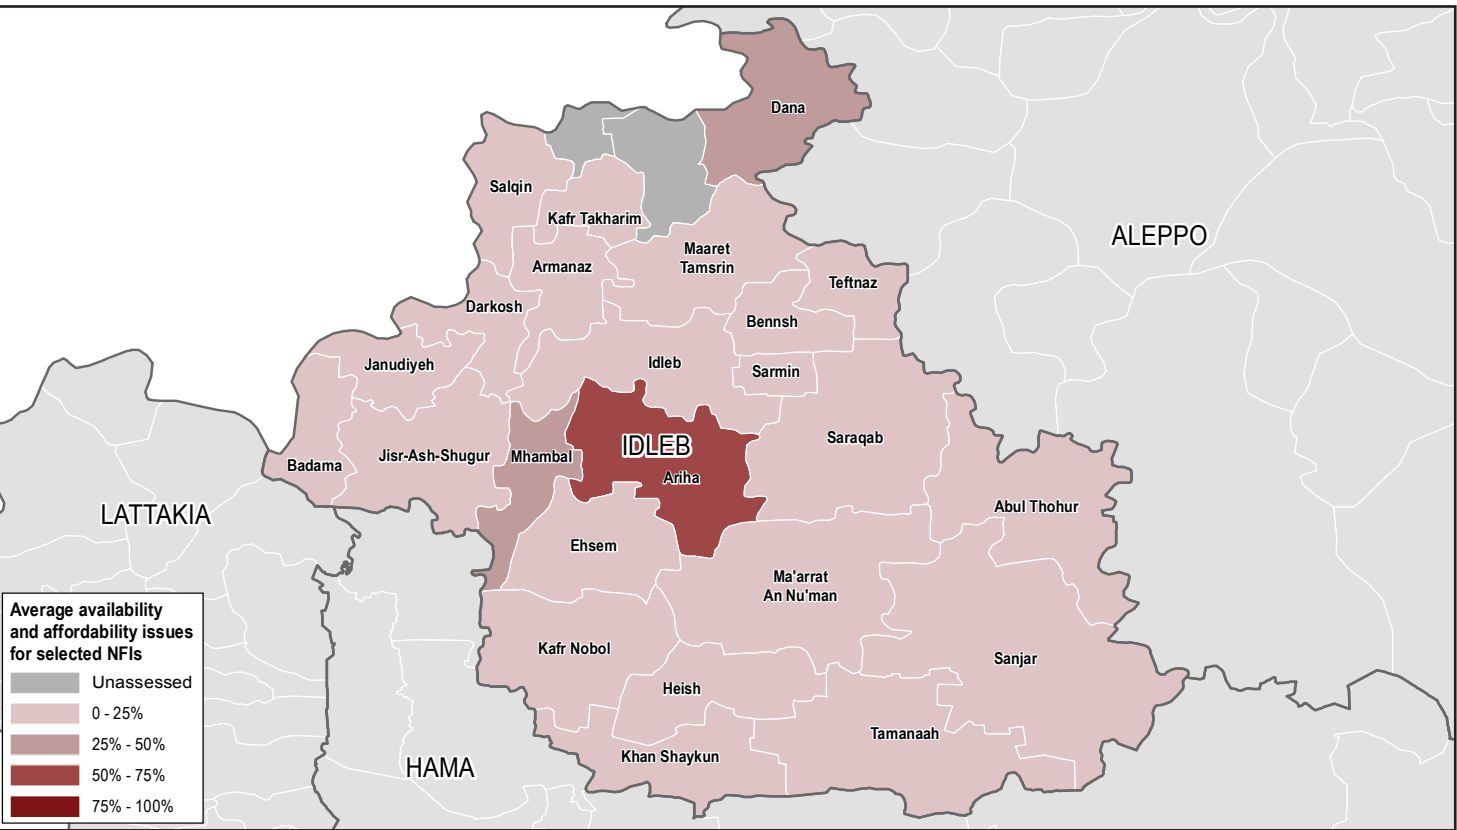 Dana
Salqin
Kafr Takharim
ALEPPO
Maaret
Tamsrin
Armanaz
Teftnaz
Darkosh
Bennsh
Janudiyeh
Idleb
Sarmin
IDLEB
Saraqab
Badama
Jisr-Ash-Shugur
Mhambal
Ariha
LATTAKIA
Abul Thohur
Ehsem
Ma'arrat
An Nu'man
Kafr Nobol
Sanjar
Heish
Tamanaah
Khan Shaykun
HAMA
Average availability
and affordability issues
for selected NFIs
Unassessed
0 - 25%
25% - 50%
50% - 75%
75% - 100%